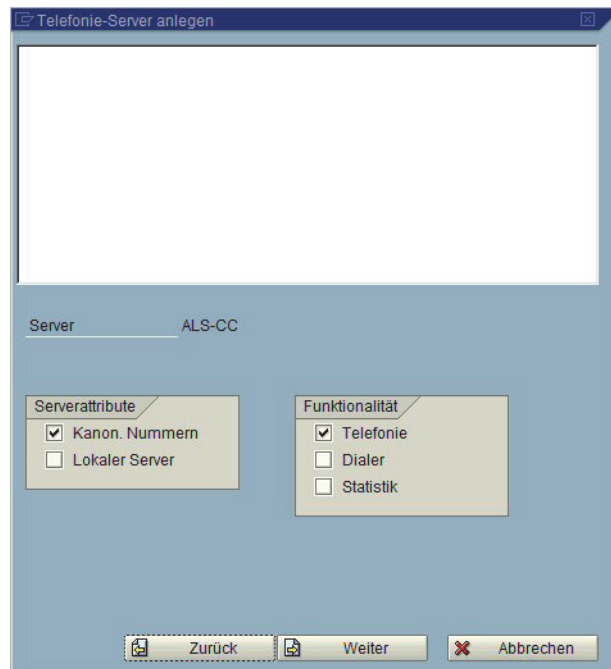 Telefonie-Server anlegen
Server ALS-CC
Serverattribute
Kanon. Nummern
Lokaler Server
Funktionalität
Telefonie
Dialer
Statistik
Zurück Weiter Abbrechen